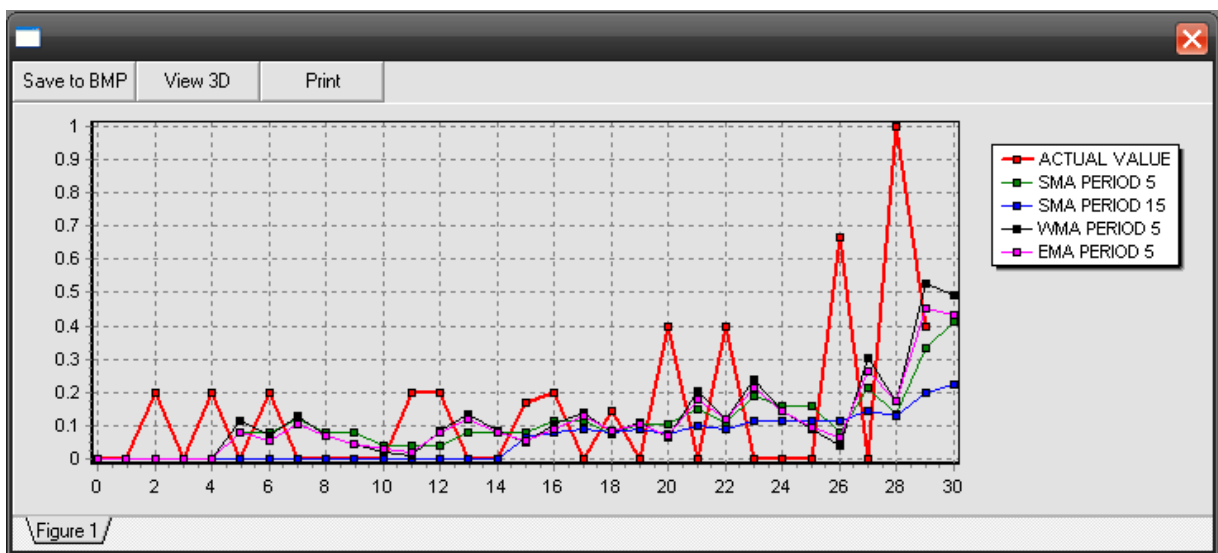 Save to BMP View 3D Print
1
0.9
0.8
0.7
0.6
0.5
0.4
0.3
0.2
0.1
0
0 2 4 6 8 10 12 14 16 18 20 22 24 26 28 30
ACTUAL VALUE
SMA PERIOD 5
SMA PERIOD 15
WMA PERIOD 5
EMA PERIOD 5
Figure 1